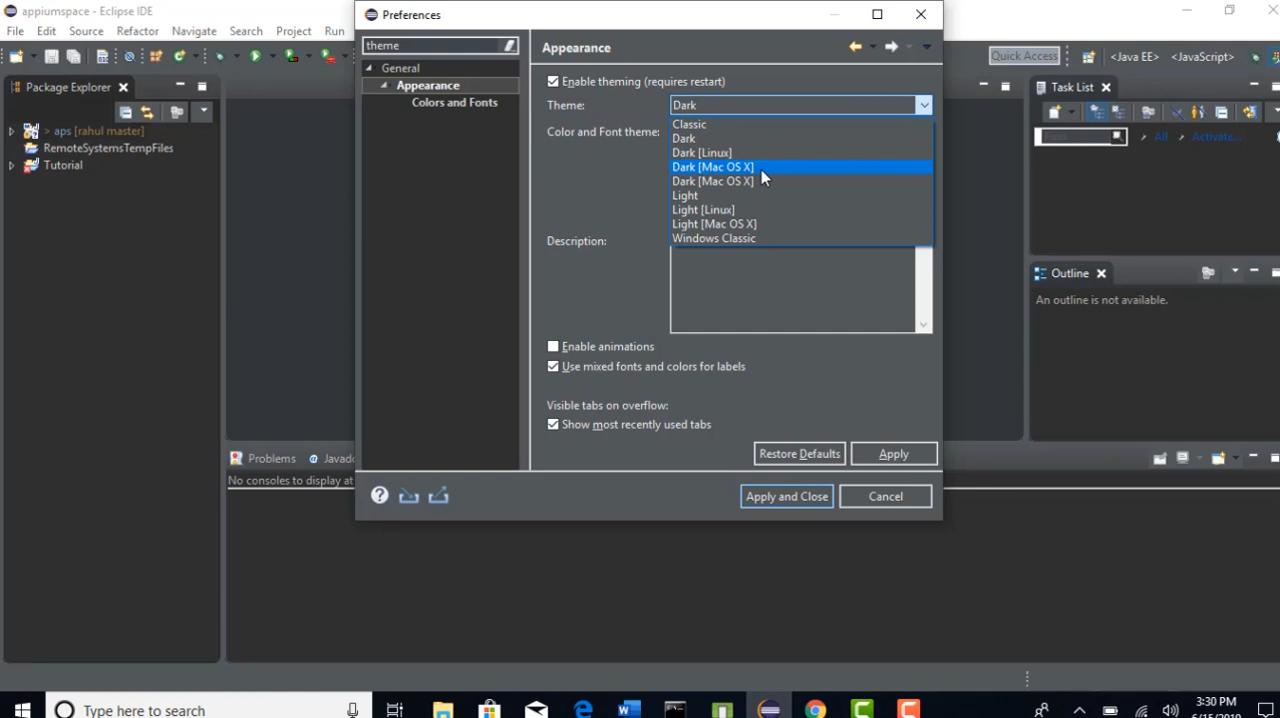 appiumspace - Eclipse IDE
File Edit Source Refactor Navigate Search Project Run
Package Explorer
> aps [rahul master]
RemoteSystemsTempFiles
Tutorial
Preferences
theme
General
Appearance
Colors and Fonts
Appearance
Enable theming (requires restart)
Theme: Dark
Color and Font theme:
Classic
Dark
Dark [Linux]
Dark [Mac OS X]
Dark [Mac OS X]
Light
Light [Linux]
Light [Mac OS X]
Windows Classic
Description:
Enable animations
Use mixed fonts and colors for labels
Visible tabs on overflow:
Show most recently used tabs
Restore Defaults Apply
Apply and Close Cancel
Quick Access <Java EE> <JavaScript>
Task List
All Activate...
Outline
An outline is not available.
Problems Javado
No consoles to display at
Type here to search
3:30 PM